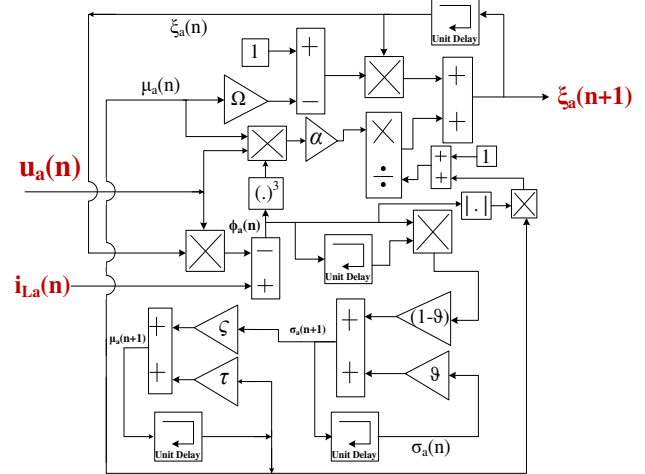 ξₐ(n)
Unit Delay
1
+
−
×
+
+
ξₐ(n+1)
μₐ(n)
Ω
×
α
×
÷
+
+
1
uₐ(n)
(.)³
|.|
×
×
ϕₐ(n)
−
+
×
Unit Delay
iLₐ(n)
μₐ(n+1)
+
+
ς
τ
σₐ(n+1)
+
+
(1-ϑ)
ϑ
Unit Delay
Unit Delay
σₐ(n)